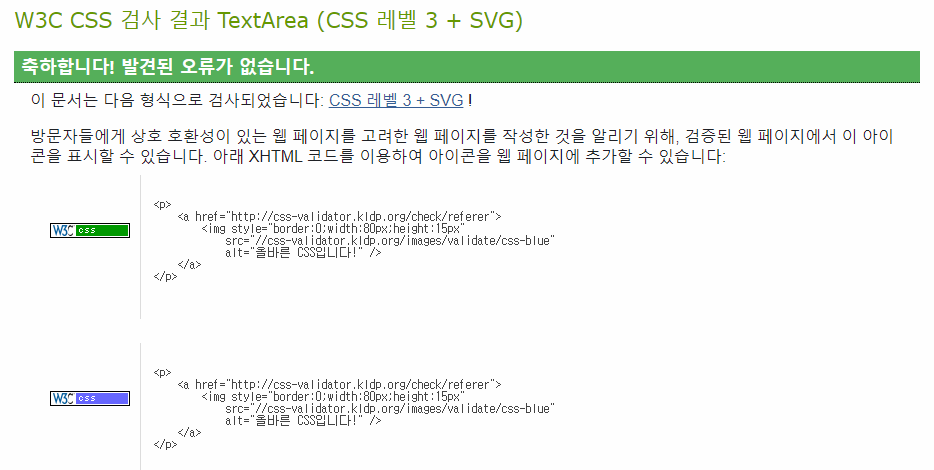 W3C CSS 검사 결과 TextArea (CSS 레벨 3 + SVG)
축하합니다! 발견된 오류가 없습니다.
이 문서는 다음 형식으로 검사되었습니다: CSS 레벨 3 + SVG !
방문자들에게 상호 호환성이 있는 웹 페이지를 고려한 웹 페이지를 작성한 것을 알리기 위해, 검증된 웹 페이지에서 이 아이
콘을 표시할 수 있습니다. 아래 XHTML 코드를 이용하여 아이콘을 웹 페이지에 추가할 수 있습니다:
W3C css
<p>
    <a href="http://css-validator.kldp.org/check/referer">
        <img style="border:0;width:80px;height:15px"
            src="//css-validator.kldp.org/images/validate/css-blue"
            alt="올바른 CSS입니다!" />
    </a>
</p>
W3C css
<p>
    <a href="http://css-validator.kldp.org/check/referer">
        <img style="border:0;width:80px;height:15px"
            src="//css-validator.kldp.org/images/validate/css-blue"
            alt="올바른 CSS입니다!" />
    </a>
</p>